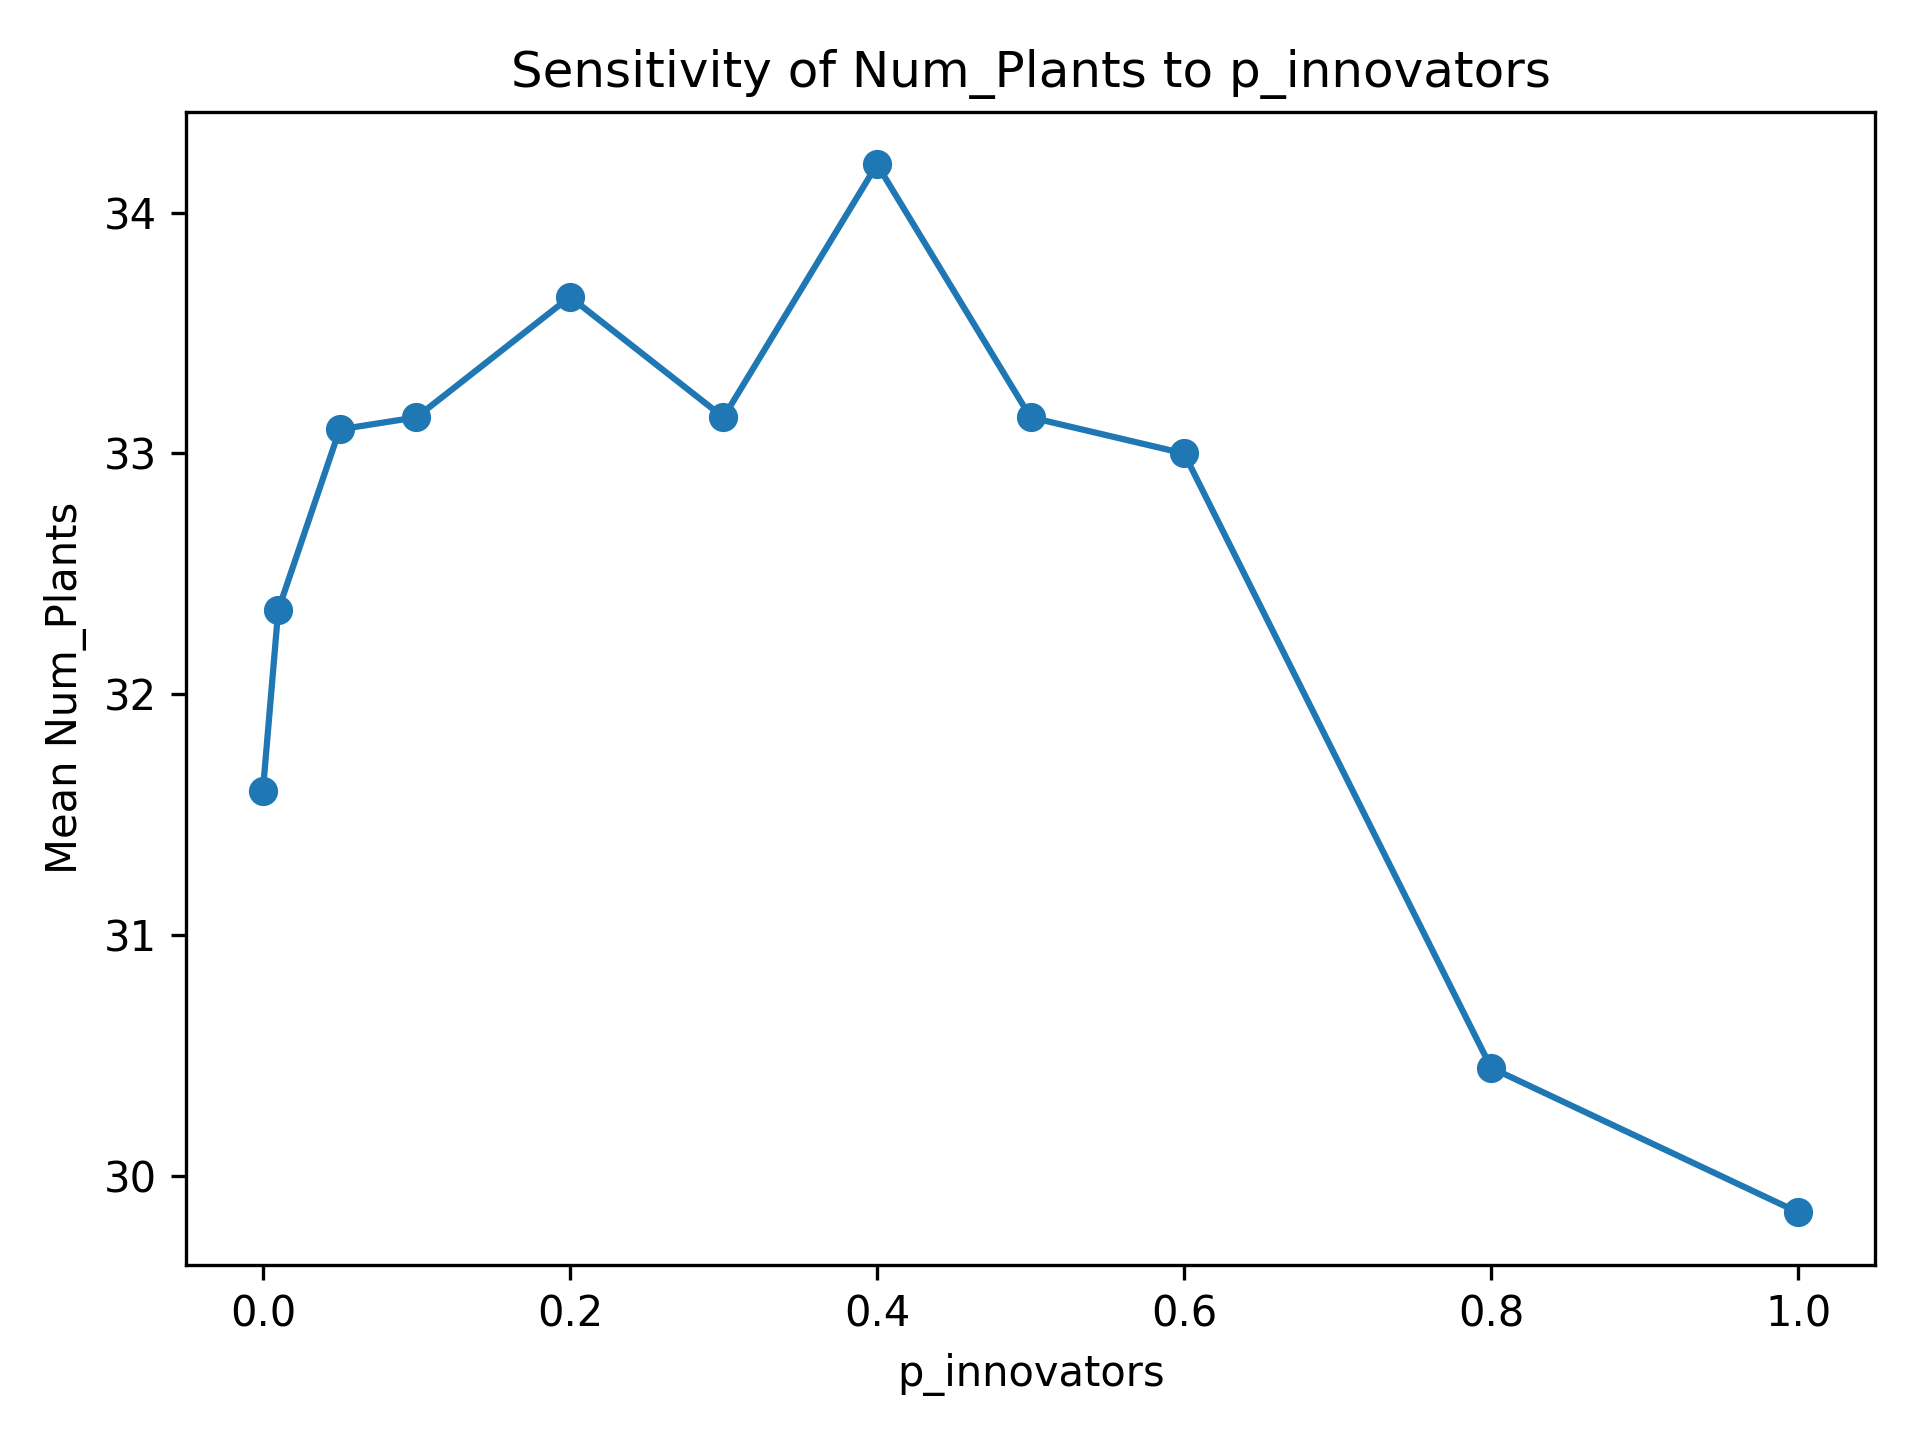 Sensitivity of Num_Plants to p_innovators
Mean Num_Plants
34
33
32
31
30
0.0 0.2 0.4 0.6 0.8 1.0
p_innovators